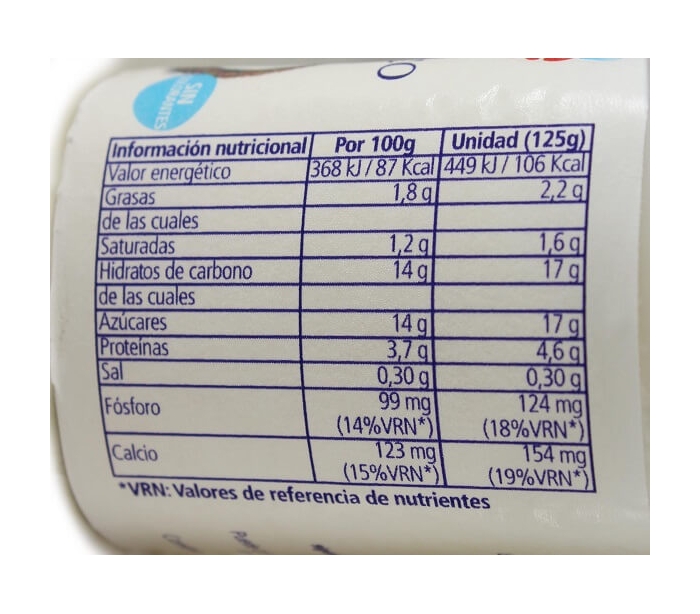 SIN
Información nutricional Por 100g Unidad (125g)
Valor energético 368 kJ / 87 Kcal 449 kJ / 106 Kcal
Grasas 1,8 g 2,2 g
de las cuales
Saturadas 1,2 g 1,6 g
Hidratos de carbono 14 g 17 g
de las cuales
Azúcares 14 g 17 g
Proteínas 3,7 g 4,6 g
Sal 0,30 g 0,30 g
Fósforo 99 mg 124 mg
(14%VRN*) (18%VRN*)
Calcio 123 mg 154 mg
(15%VRN*) (19%VRN*)
*VRN: Valores de referencia de nutrientes